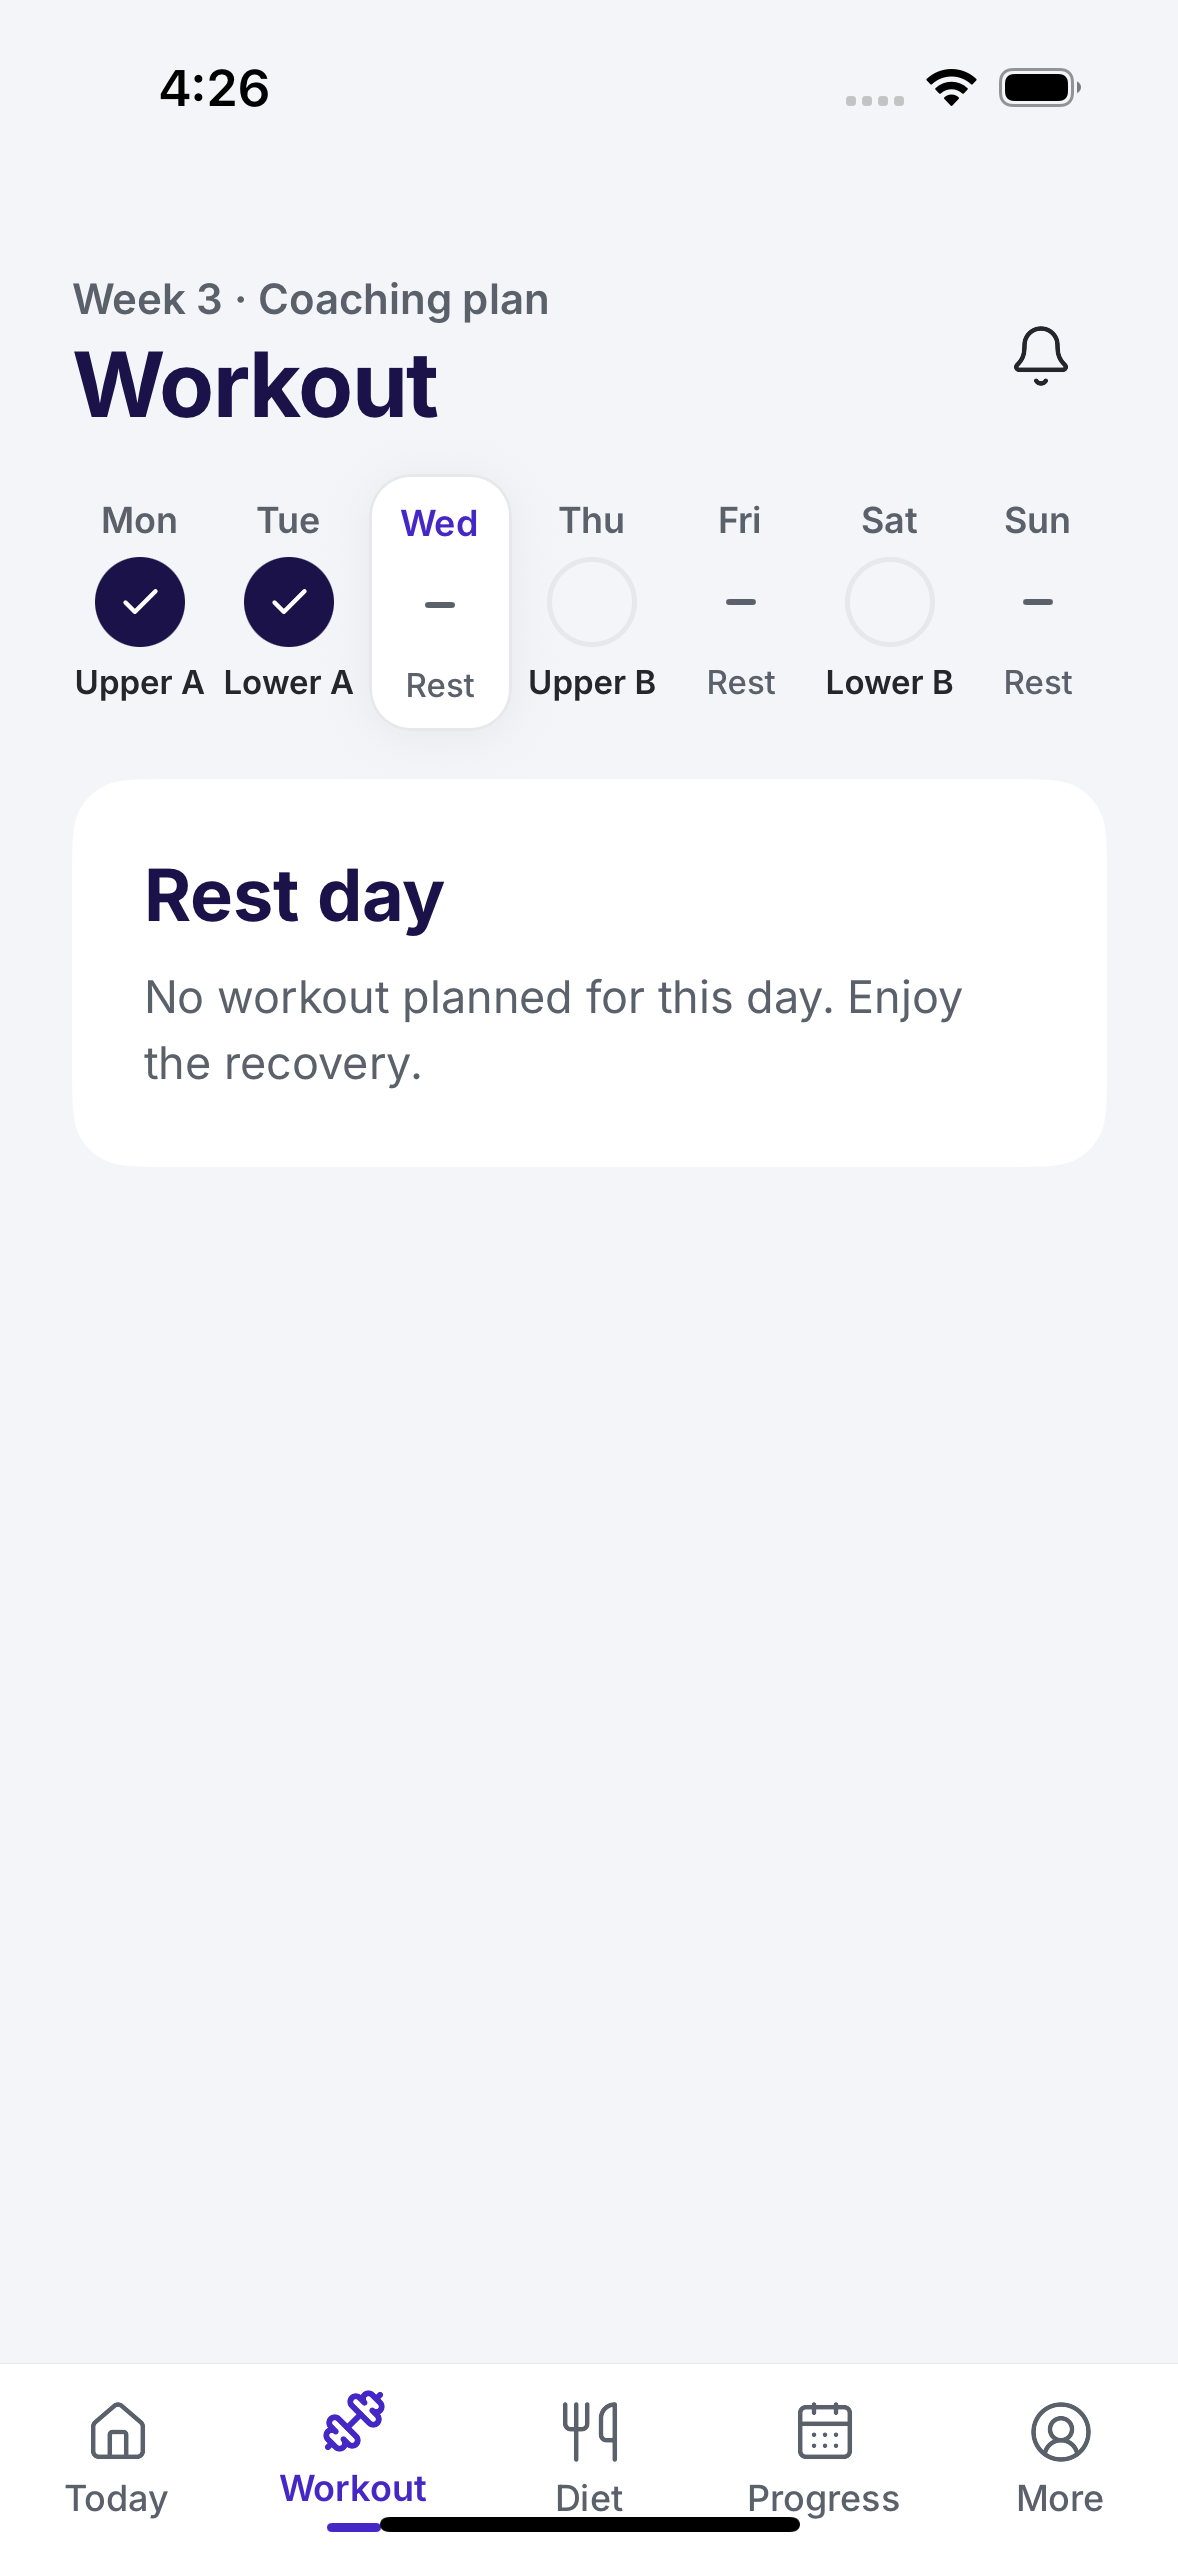 4:26
Week 3 · Coaching plan
Workout
Mon Tue Wed Thu Fri Sat Sun
Upper A Lower A Rest Upper B Rest Lower B Rest
Rest day
No workout planned for this day. Enjoy
the recovery.
Today Workout Diet Progress More